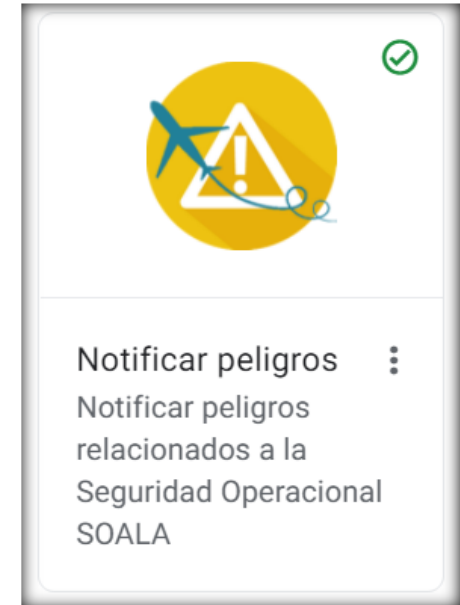 Notificar peligros
Notificar peligros
relacionados a la
Seguridad Operacional
SOALA